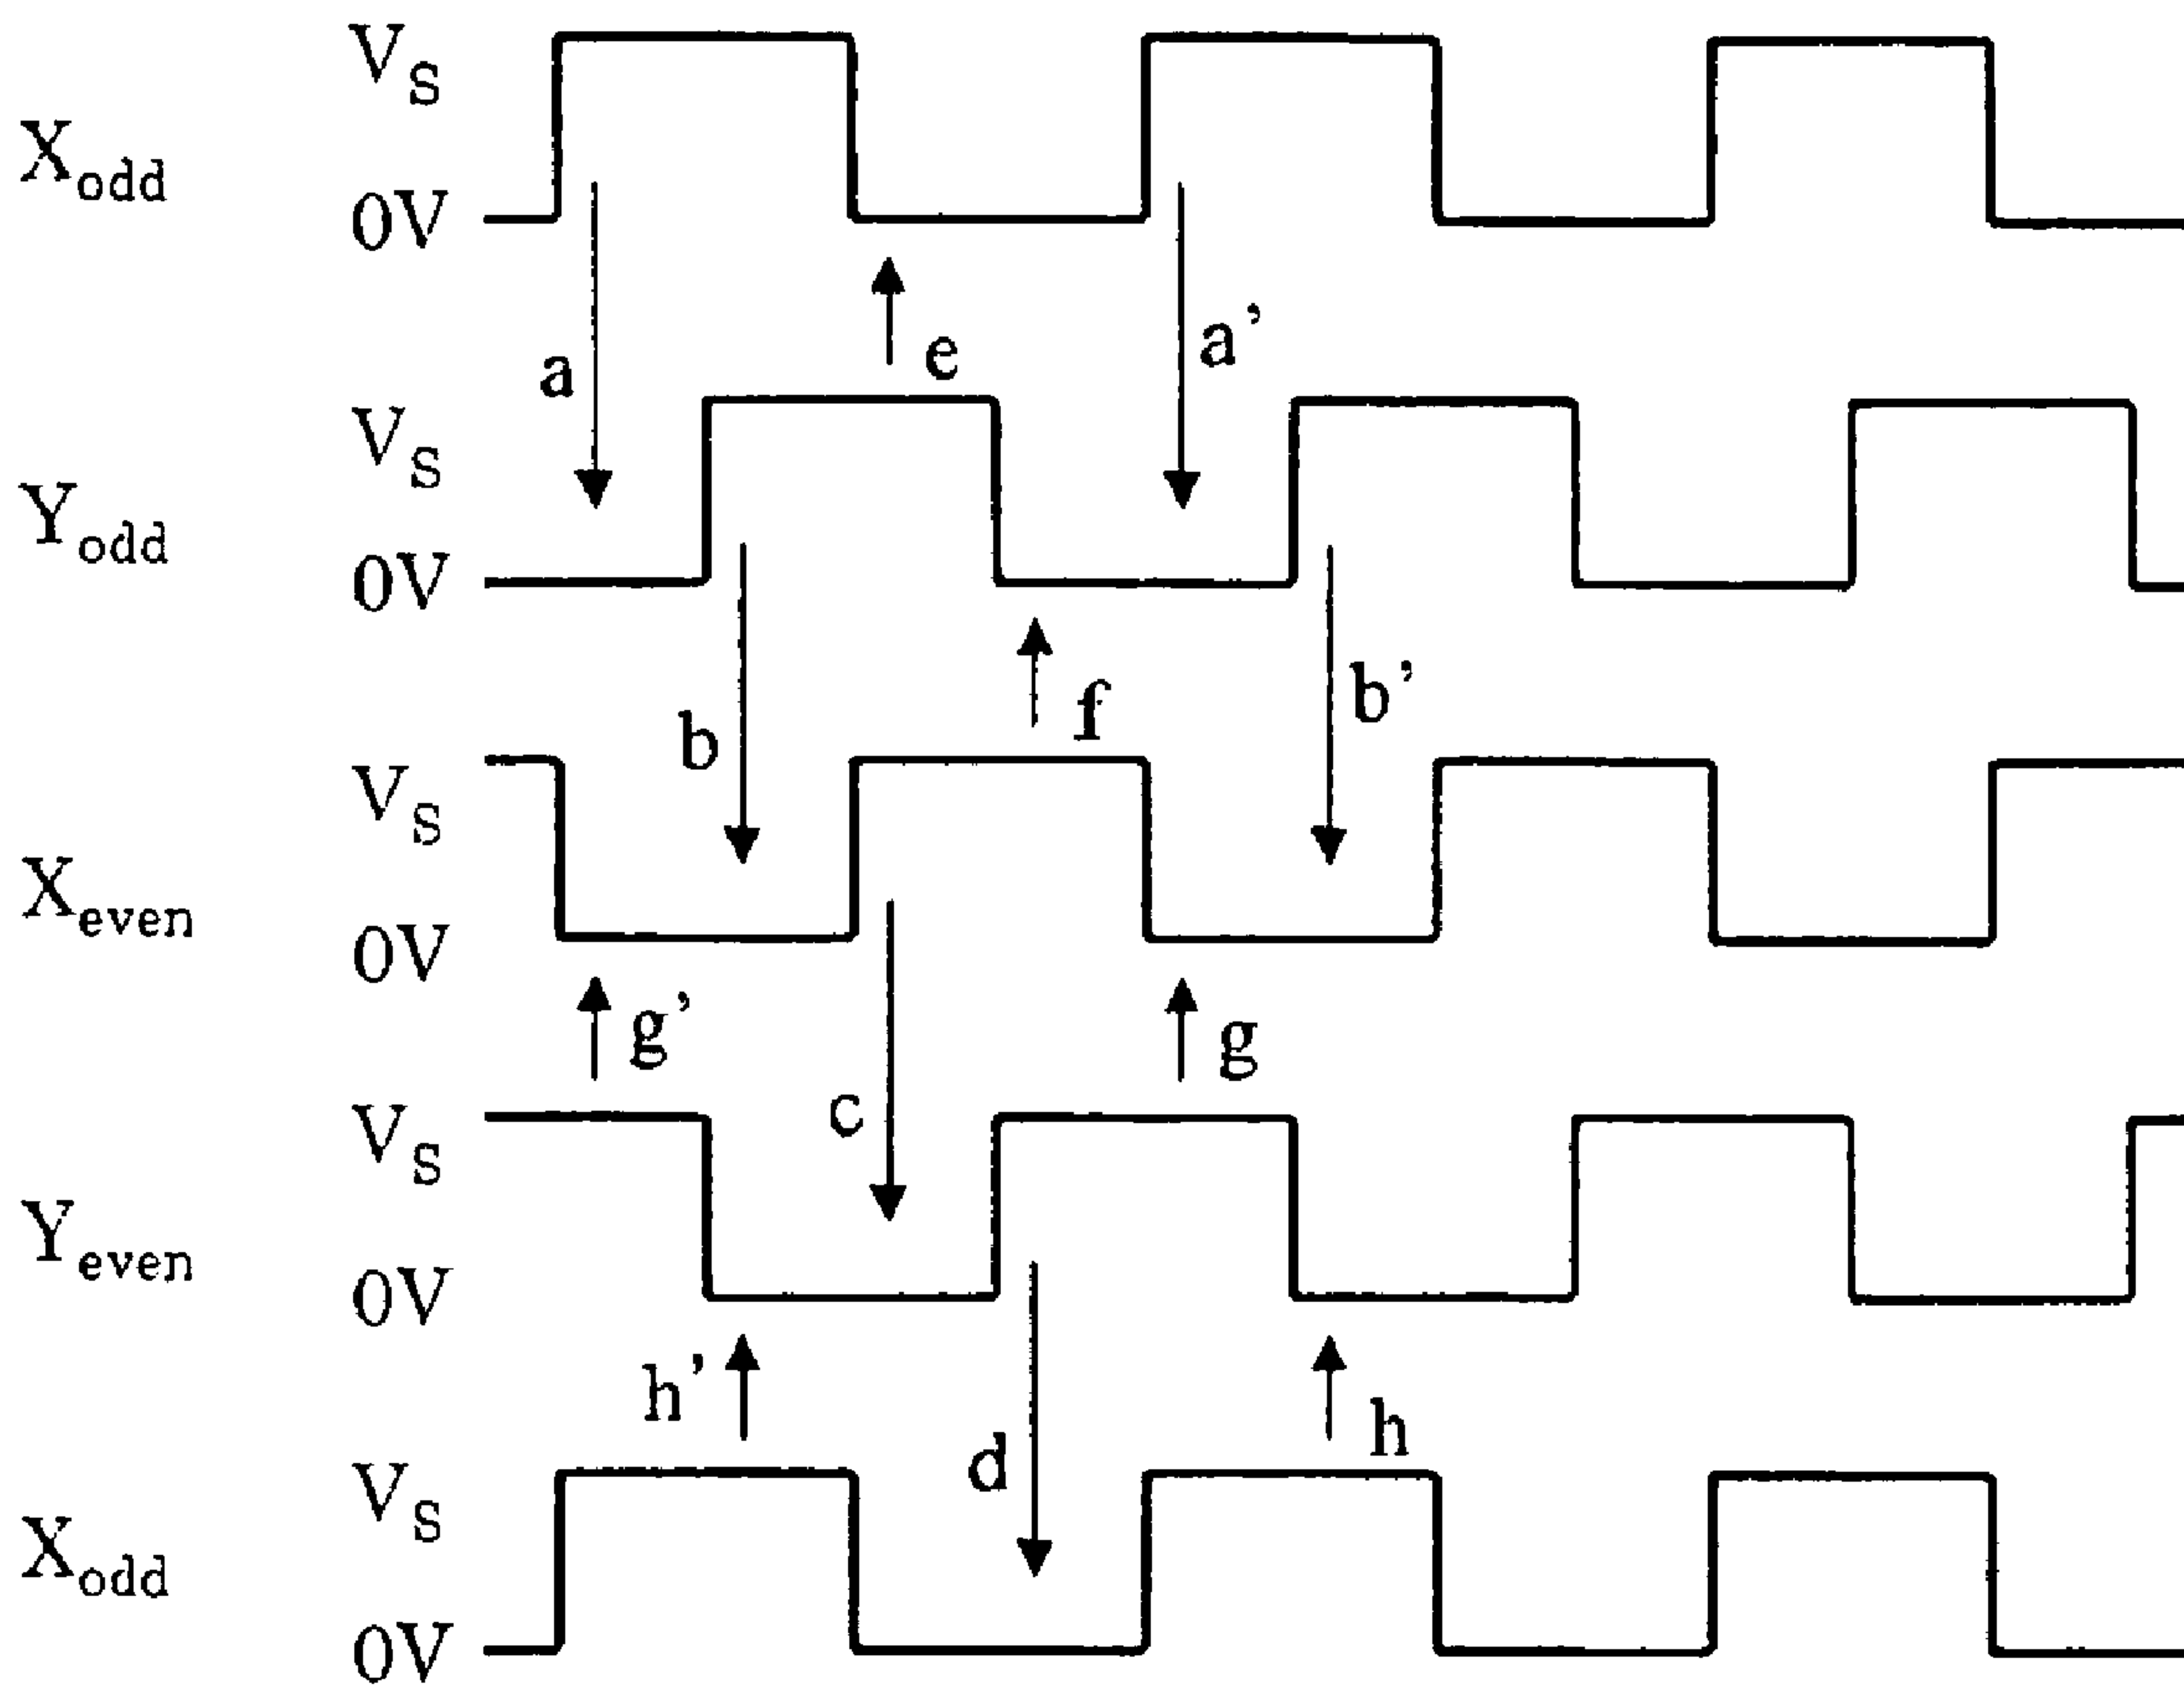 V_S
X_odd
0V
a
e
a’
V_S
Y_odd
0V
b
f
b’
V_S
X_even
0V
g’
g
c
V_S
Y_even
0V
h’
h
d
V_S
X_odd
0V